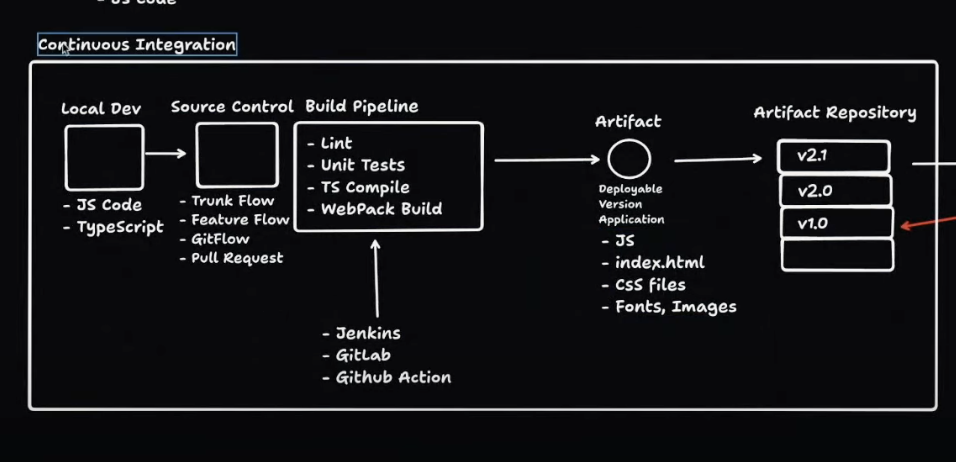 - JS Code
Continuous Integration
Local Dev
- JS Code
- TypeScript
Source Control
- Trunk Flow
- Feature Flow
- GitFlow
- Pull Request
Build Pipeline
- Lint
- Unit Tests
- TS Compile
- WebPack Build
- Jenkins
- GitLab
- Github Action
Artifact
Deployable
Version
Application
- JS
- index.html
- CSS files
- Fonts, Images
Artifact Repository
v2.1
v2.0
v1.0